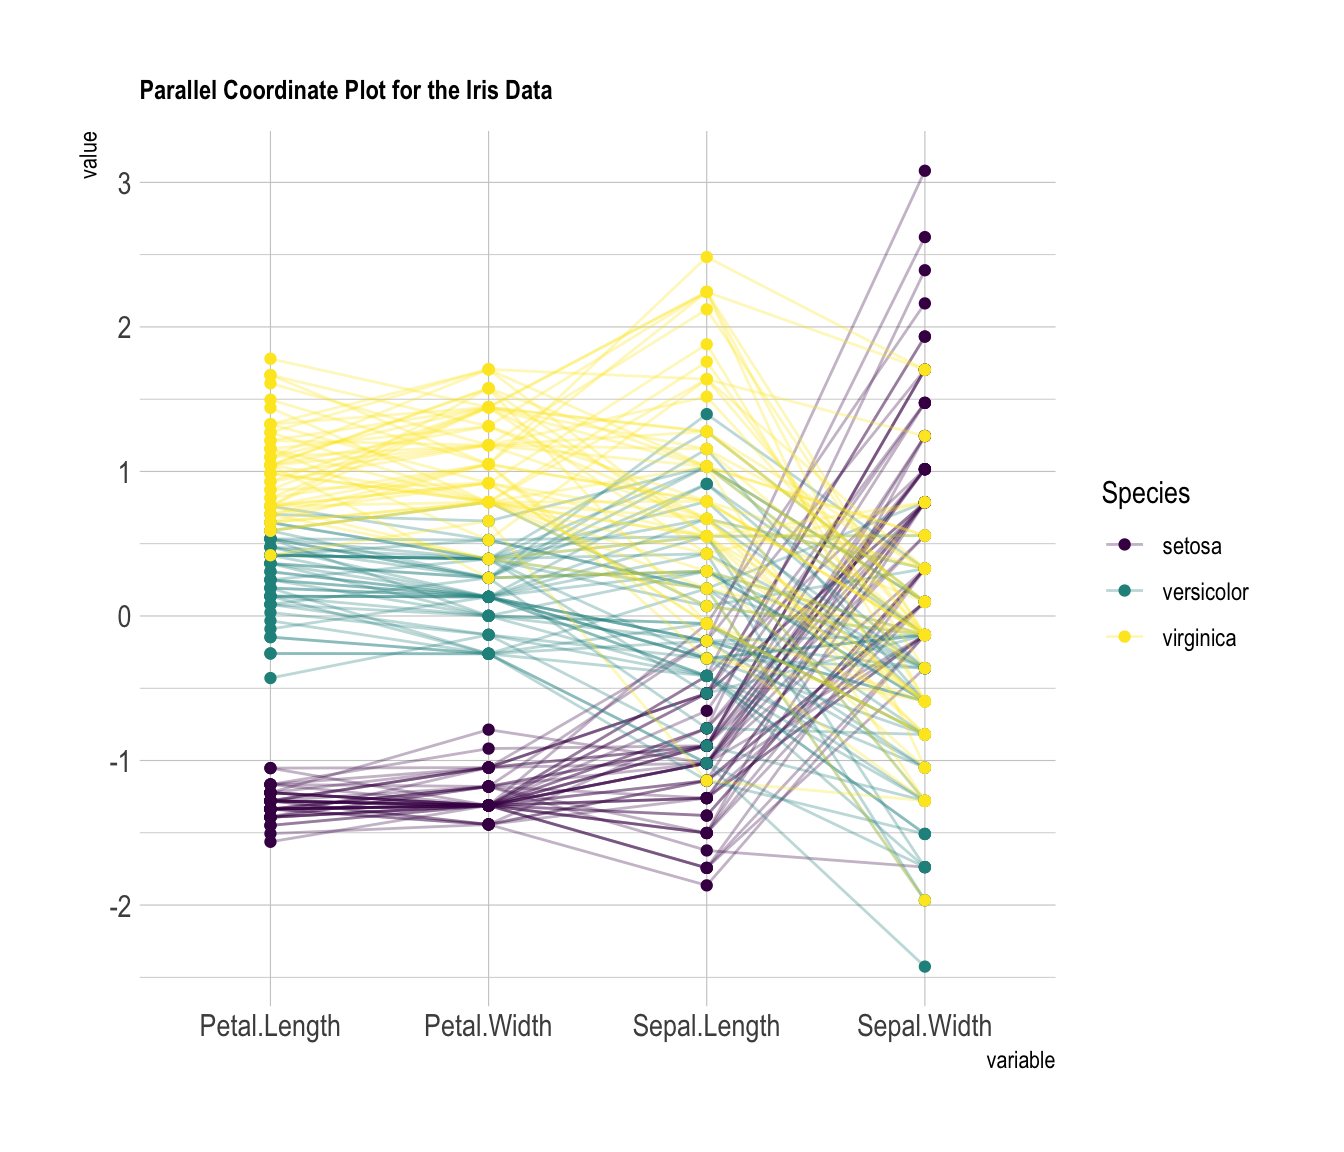 Parallel Coordinate Plot for the Iris Data
value
3
2
1
0
-1
-2
Petal.Length Petal.Width Sepal.Length Sepal.Width
variable
Species
setosa
versicolor
virginica